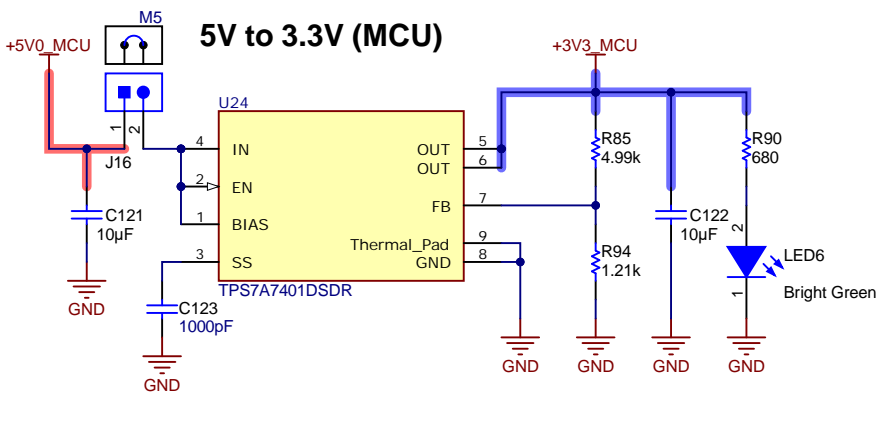 M5
5V to 3.3V (MCU)
+5V0_MCU
+3V3_MCU
U24
1
2
J16
4
IN
2
EN
1
BIAS
3
SS
OUT
5
OUT
6
FB
7
Thermal_Pad
9
GND
8
TPS7A7401DSDR
C121
10µF
GND
C123
1000pF
GND
R85
4.99k
R94
1.21k
C122
10µF
R90
680
2
LED6
1
Bright Green
GND
GND
GND
GND